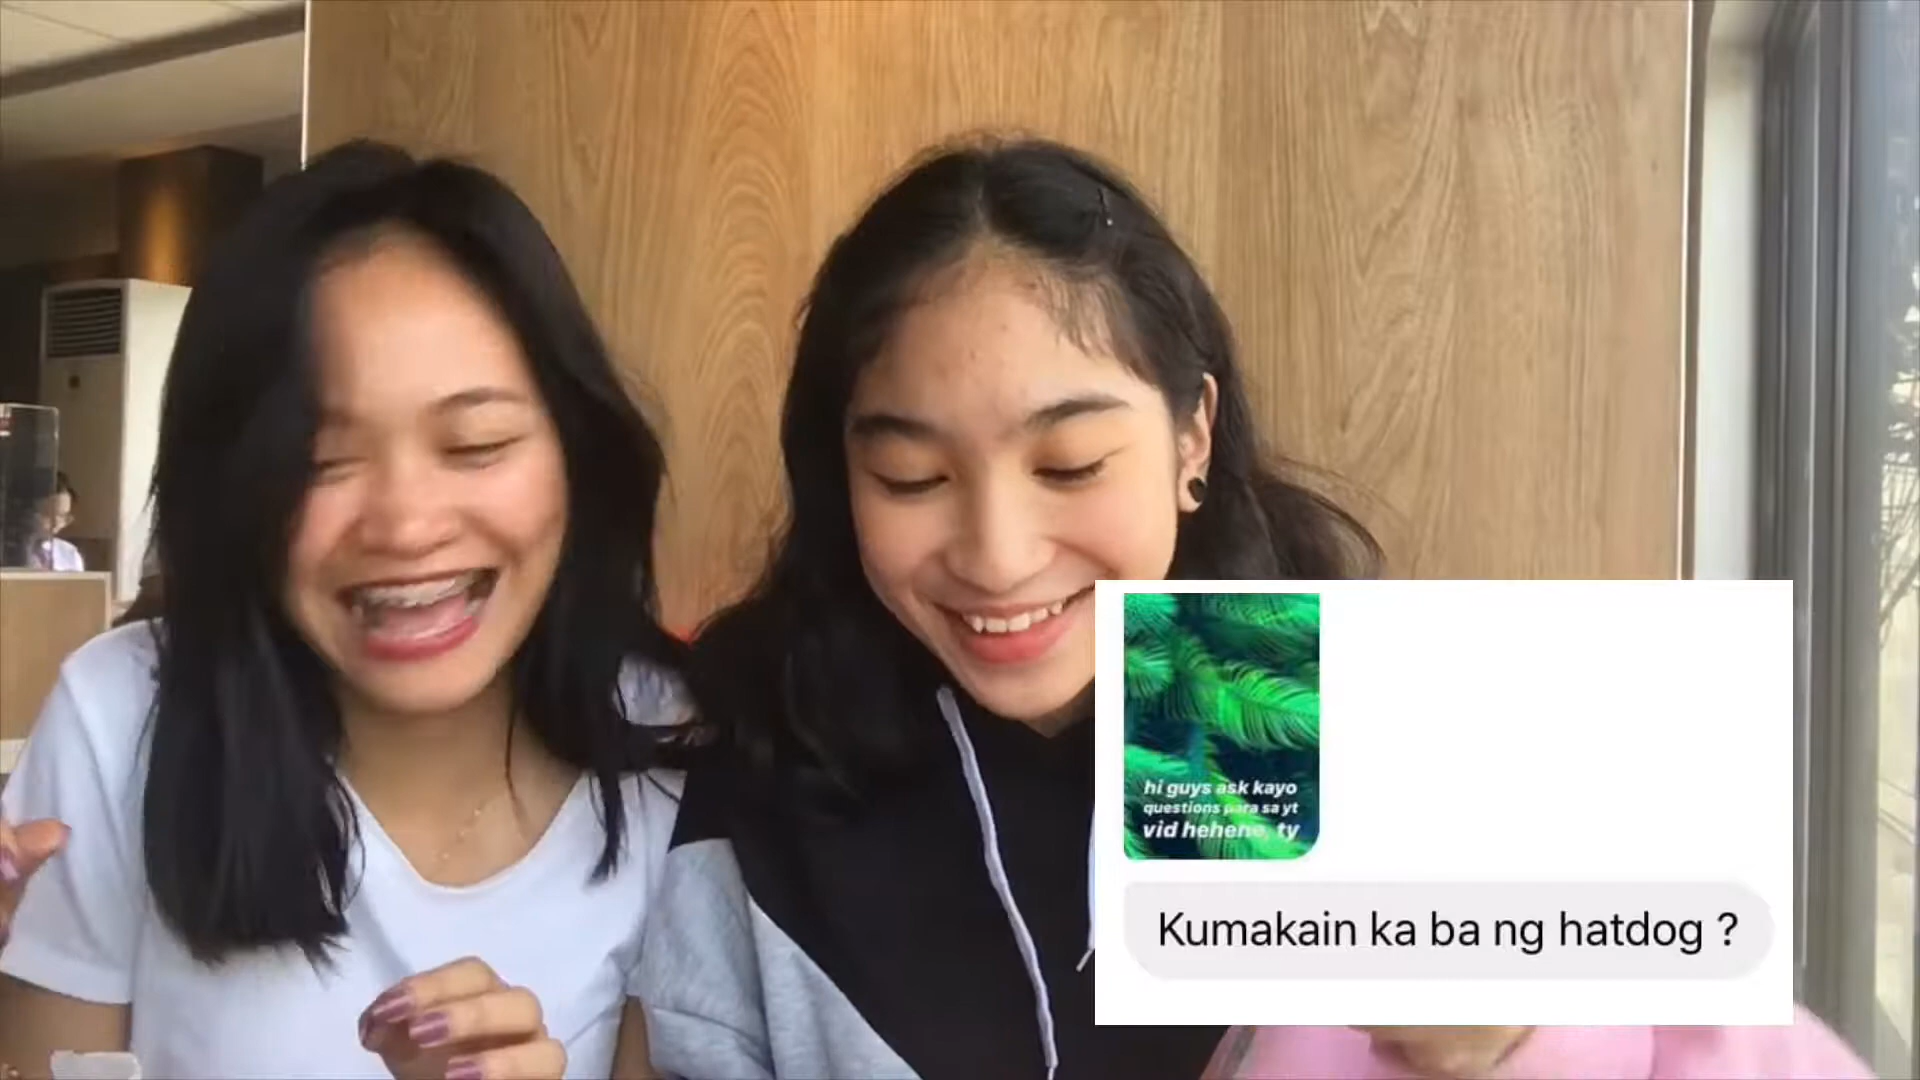 hi guys ask kayo
questions para sa yt
vid hehehe, ty
Kumakain ka ba ng hatdog ?